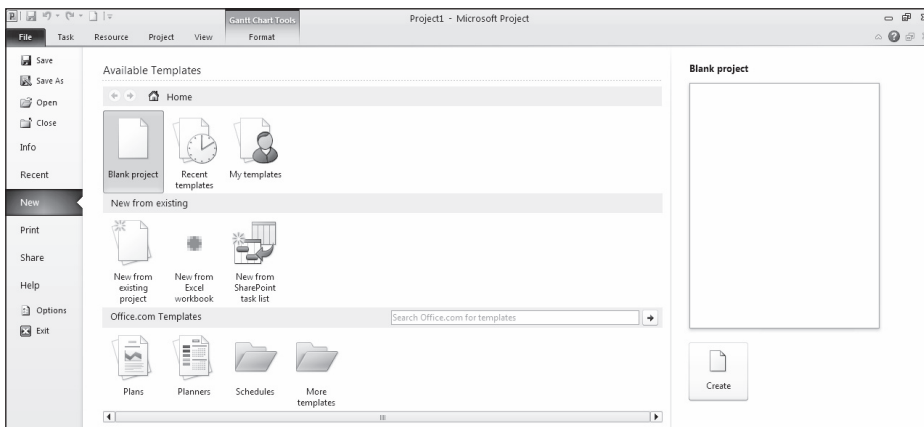 Gantt Chart Tools
Project1 - Microsoft Project
File Task Resource Project View Format
Save
Save As
Open
Close
Info
Recent
New
Print
Share
Help
Options
Exit
Available Templates
Home
Blank project
Recent templates
My templates
New from existing
New from existing project
New from Excel workbook
New from SharePoint task list
Office.com Templates
Search Office.com for templates
Plans
Planners
Schedules
More templates
Blank project
Create